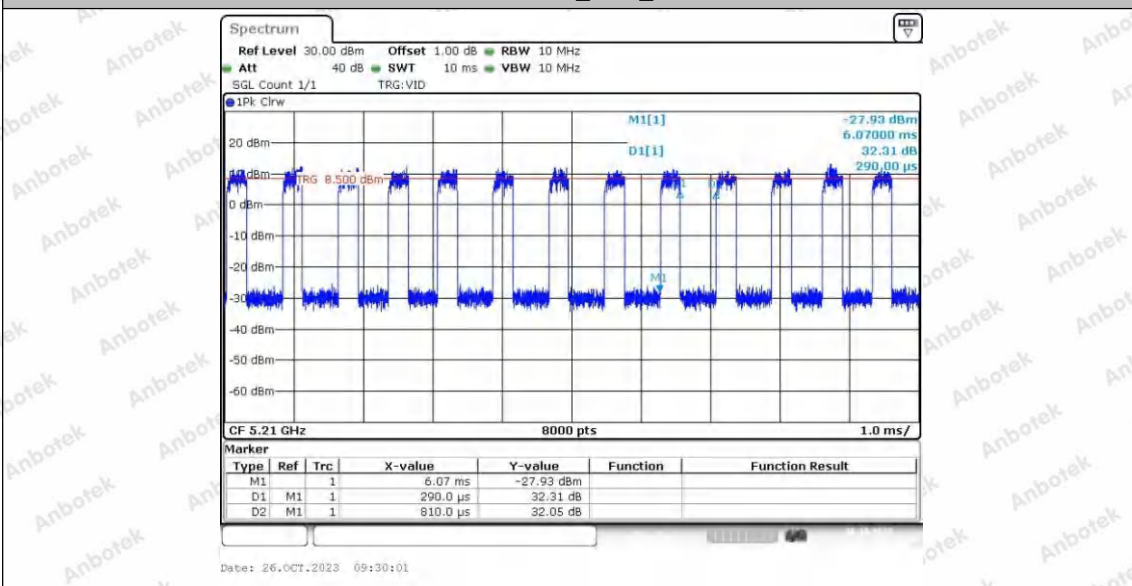 Spectrum
Ref Level 30.00 dBm Offset 1.00 dB RBW 10 MHz
Att 40 dB SWT 10 ms VBW 10 MHz
SGL Count 1/1 TRG:VID
1Pk Clrw
M1[1] -27.93 dBm
6.07000 ms
20 dBm
D1[1] 32.31 dB
290.00 µs
10 dBm
TRG 8.500 dBm
0 dBm
-10 dBm
-20 dBm
M1
-30
-40 dBm
-50 dBm
-60 dBm
CF 5.21 GHz 8000 pts 1.0 ms/
Marker
Type Ref Trc X-value Y-value Function Function Result
M1 1 6.07 ms -27.93 dBm
D1 M1 1 290.0 µs 32.31 dB
D2 M1 1 810.0 µs 32.05 dB
Date: 26.OCT.2023 09:30:01
Anbotek